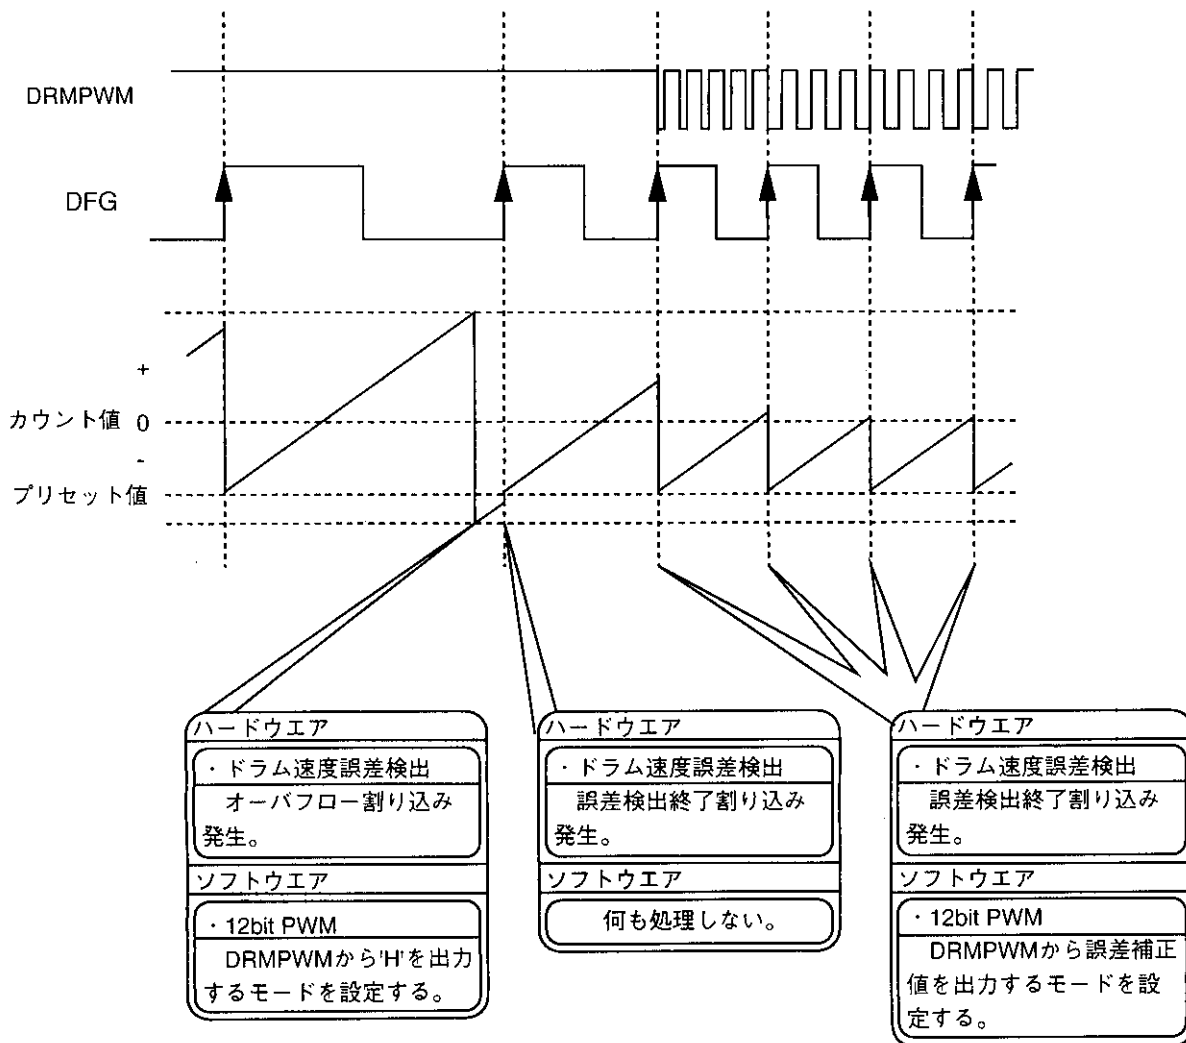 DRMPWM
DFG
+
カウント値 0
-
プリセット値
ハードウエア
・ドラム速度誤差検出
オーバフロー割り込み
発生。
ソフトウエア
・12bit PWM
DRMPWMから'H'を出力
するモードを設定する。
ハードウエア
・ドラム速度誤差検出
誤差検出終了割り込み
発生。
ソフトウエア
何も処理しない。
ハードウエア
・ドラム速度誤差検出
誤差検出終了割り込み
発生。
ソフトウエア
・12bit PWM
DRMPWMから誤差補正
値を出力するモードを設
定する。